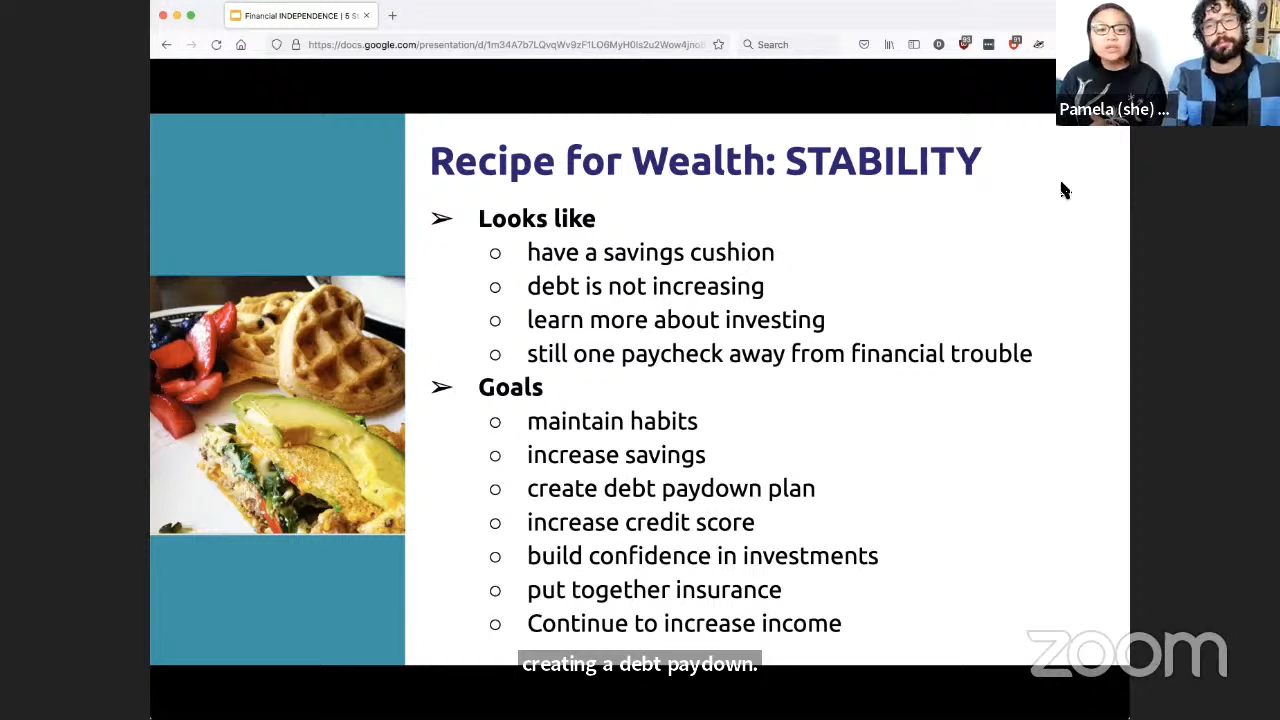 Financial INDEPENDENCE | 5 St
https://docs.google.com/presentation/d/1m34A7b7LQvqWv9zF1LO6MyH0Is2u2Wow4jno
Search
93
91
Pamela (she) ...
Recipe for Wealth: STABILITY
➢ Looks like
○ have a savings cushion
○ debt is not increasing
○ learn more about investing
○ still one paycheck away from financial trouble
➢ Goals
○ maintain habits
○ increase savings
○ create debt paydown plan
○ increase credit score
○ build confidence in investments
○ put together insurance
○ Continue to increase income
creating a debt paydown.
zoom